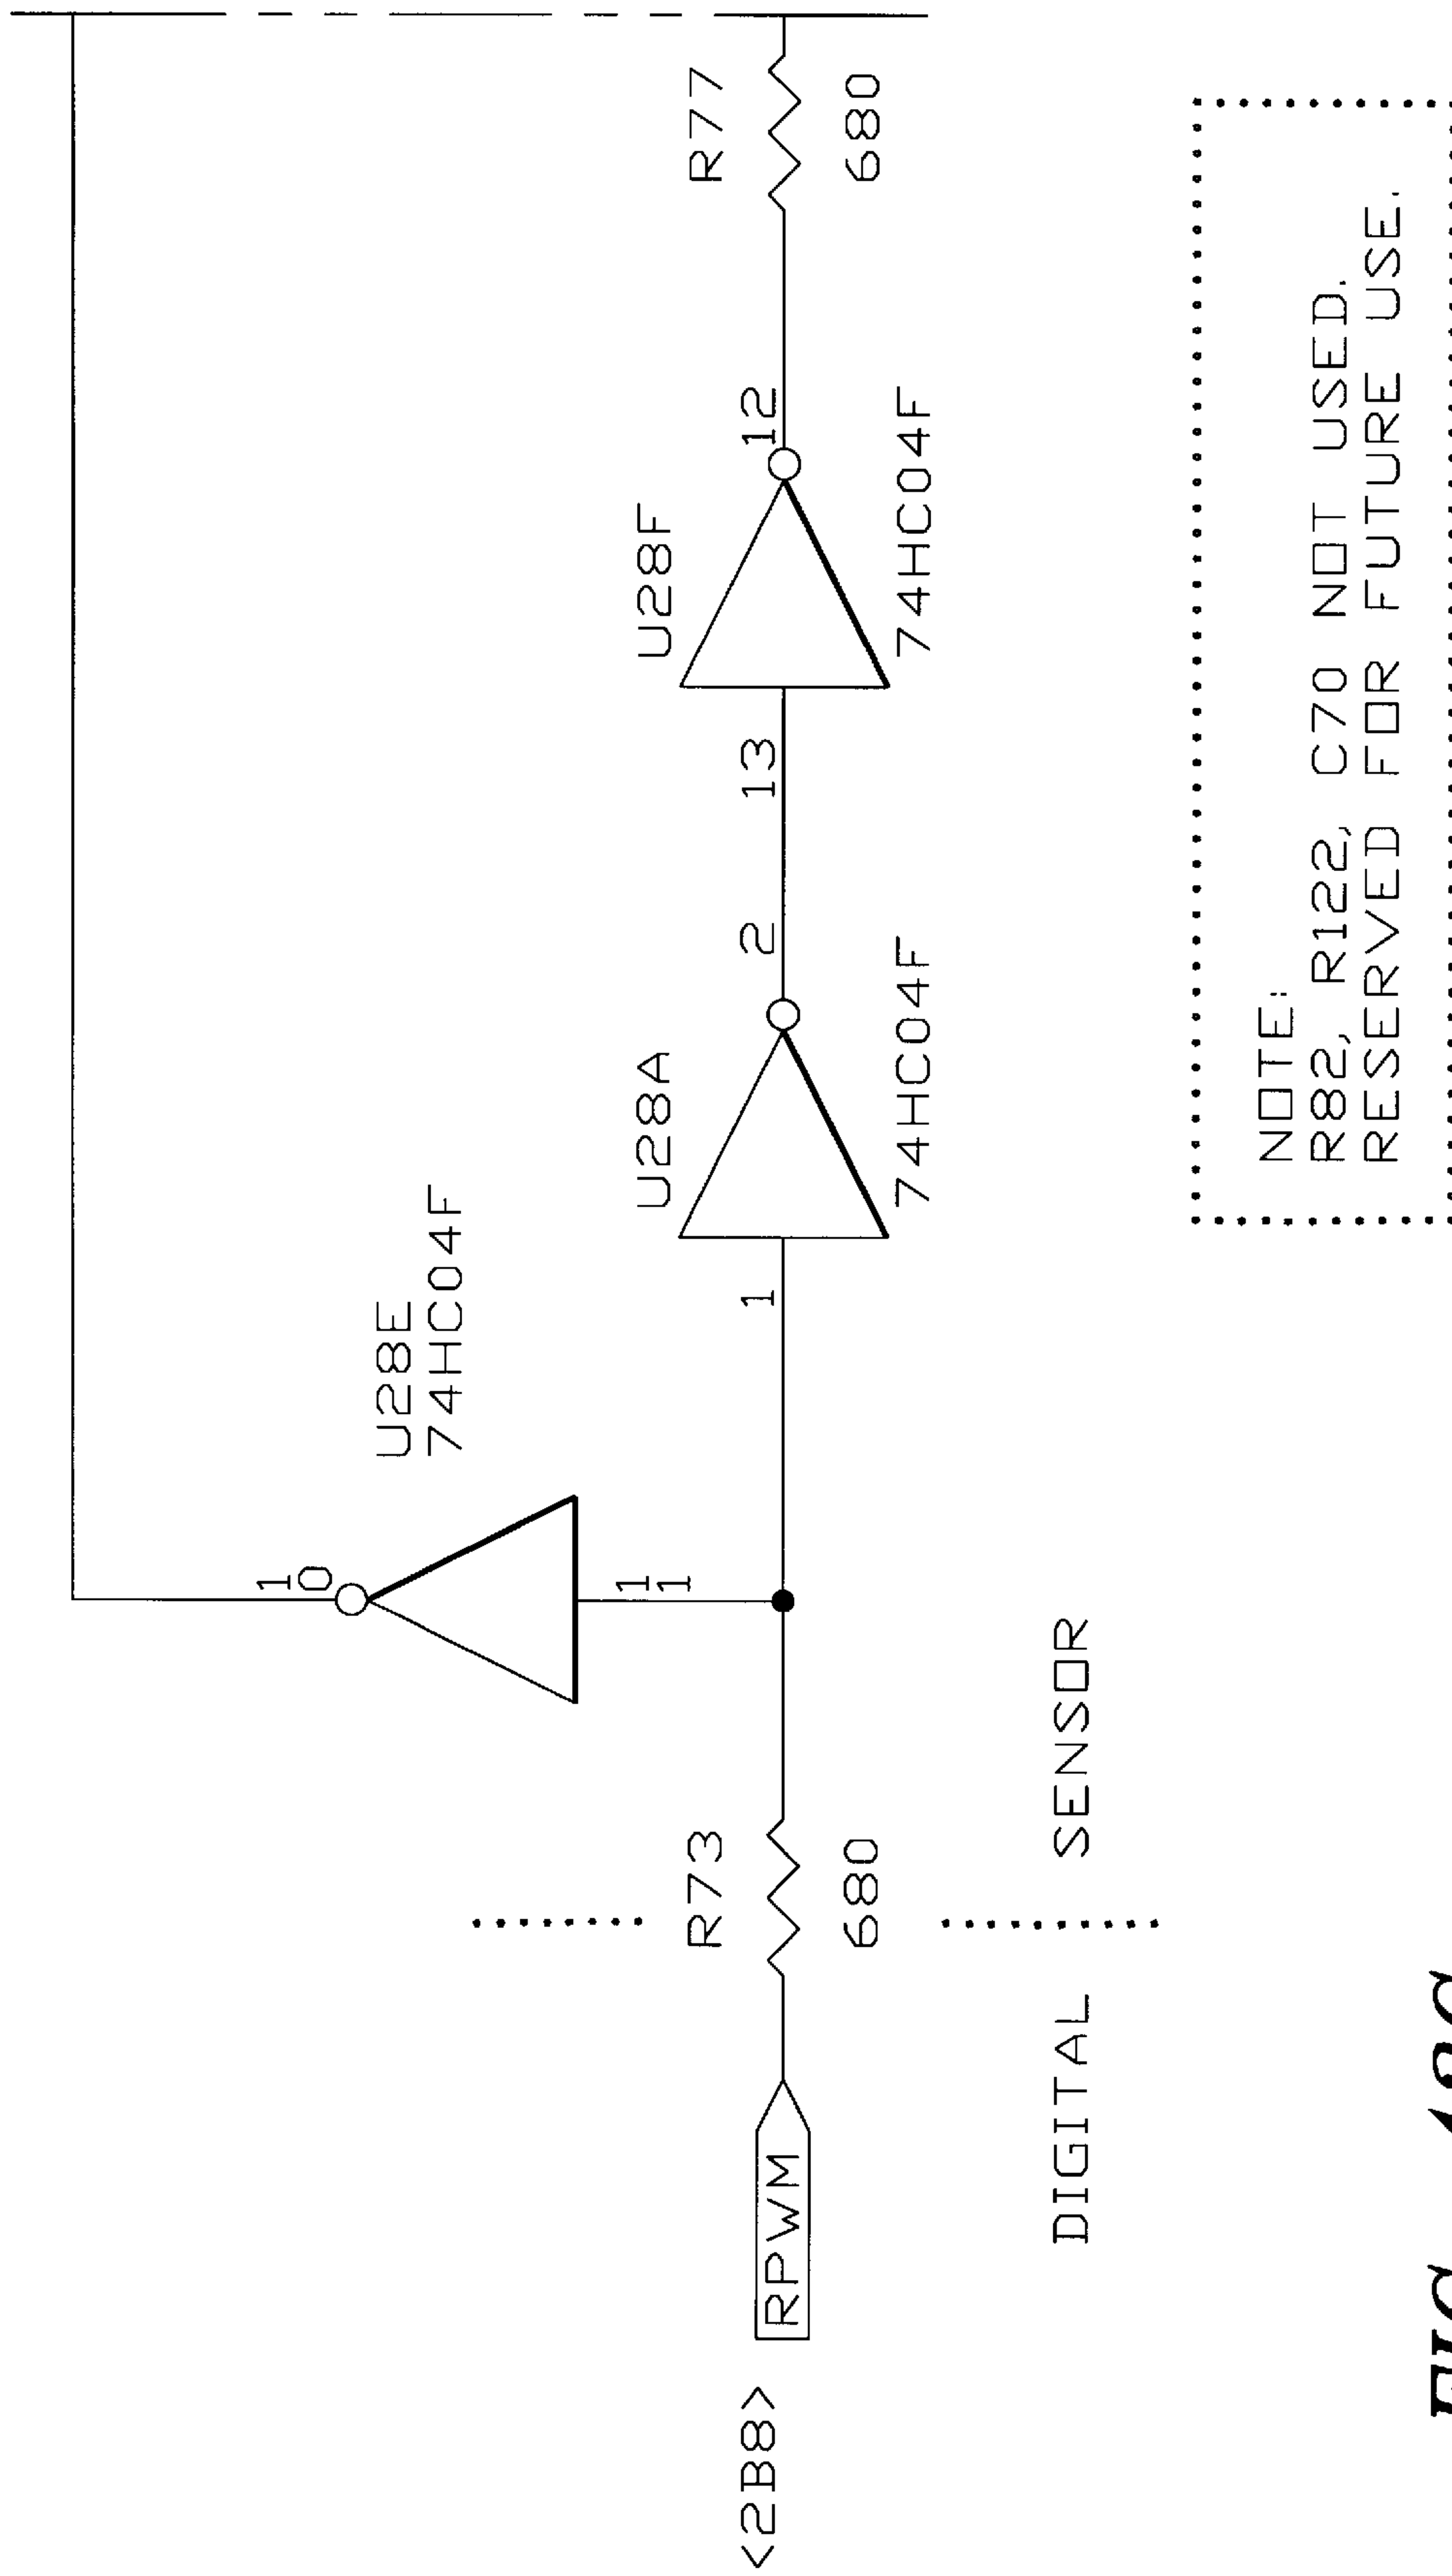 U28E
74HC04F
10
11
<2B8>
RPWM
R73
680
1
U28A
74HC04F
2
13
U28F
74HC04F
12
R77
680
DIGITAL SENSOR
NOTE:
R82, R122, C70 NOT USED.
RESERVED FOR FUTURE USE.